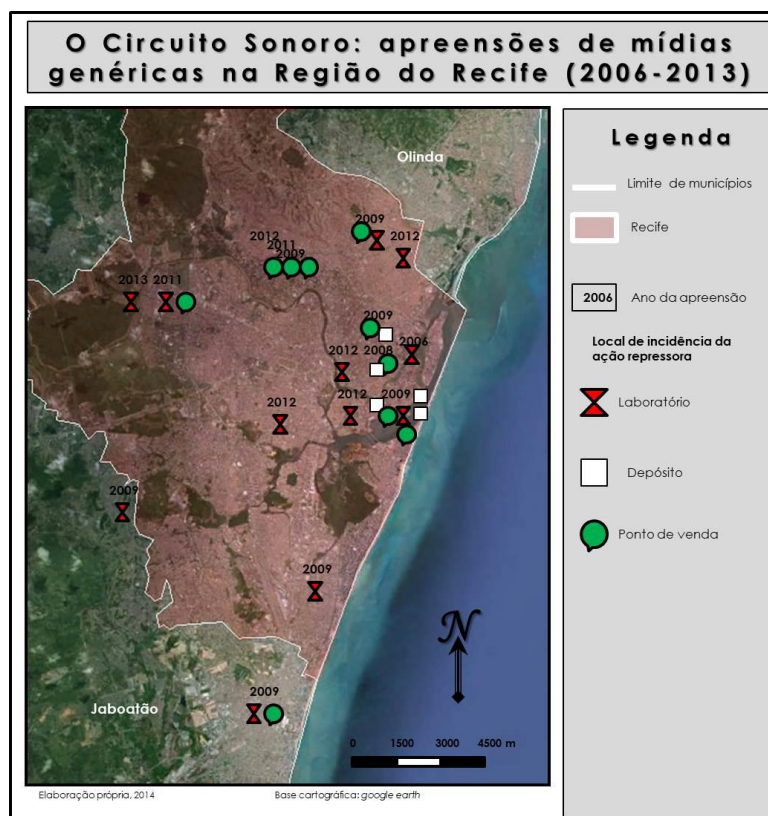 O Circuito Sonoro: apreensões de mídias
genéricas na Região do Recife (2006-2013)
Olinda
2009
2012
2012
2011
2009
2013
2011
2009
2008
2006
2012
2012
2009
2012
2009
2009
2009
Jaboatão
N
0 1500 3000 4500 m
Legenda
Limite de municípios
Recife
2006
Ano da apreensão
Local de incidência da
ação repressora
Laboratório
Depósito
Ponto de venda
Elaboração própria, 2014
Base cartográfica: google earth